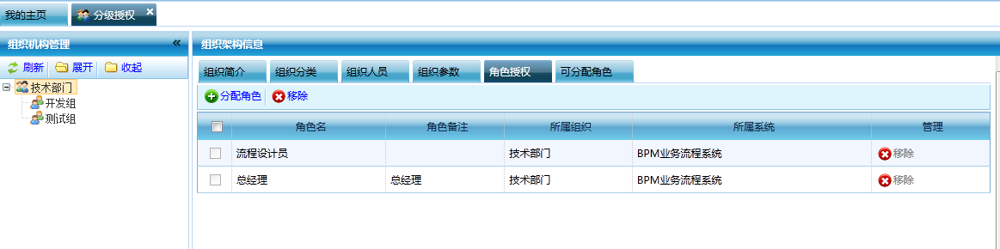 我的主页 分级授权
组织机构管理
刷新 展开 收起
技术部门
开发组
测试组
组织架构信息
组织简介 组织分类 组织人员 组织参数 角色授权 可分配角色
分配角色 移除
角色名 角色备注 所属组织 所属系统 管理
流程设计员 技术部门 BPM业务流程系统 移除
总经理 总经理 技术部门 BPM业务流程系统 移除